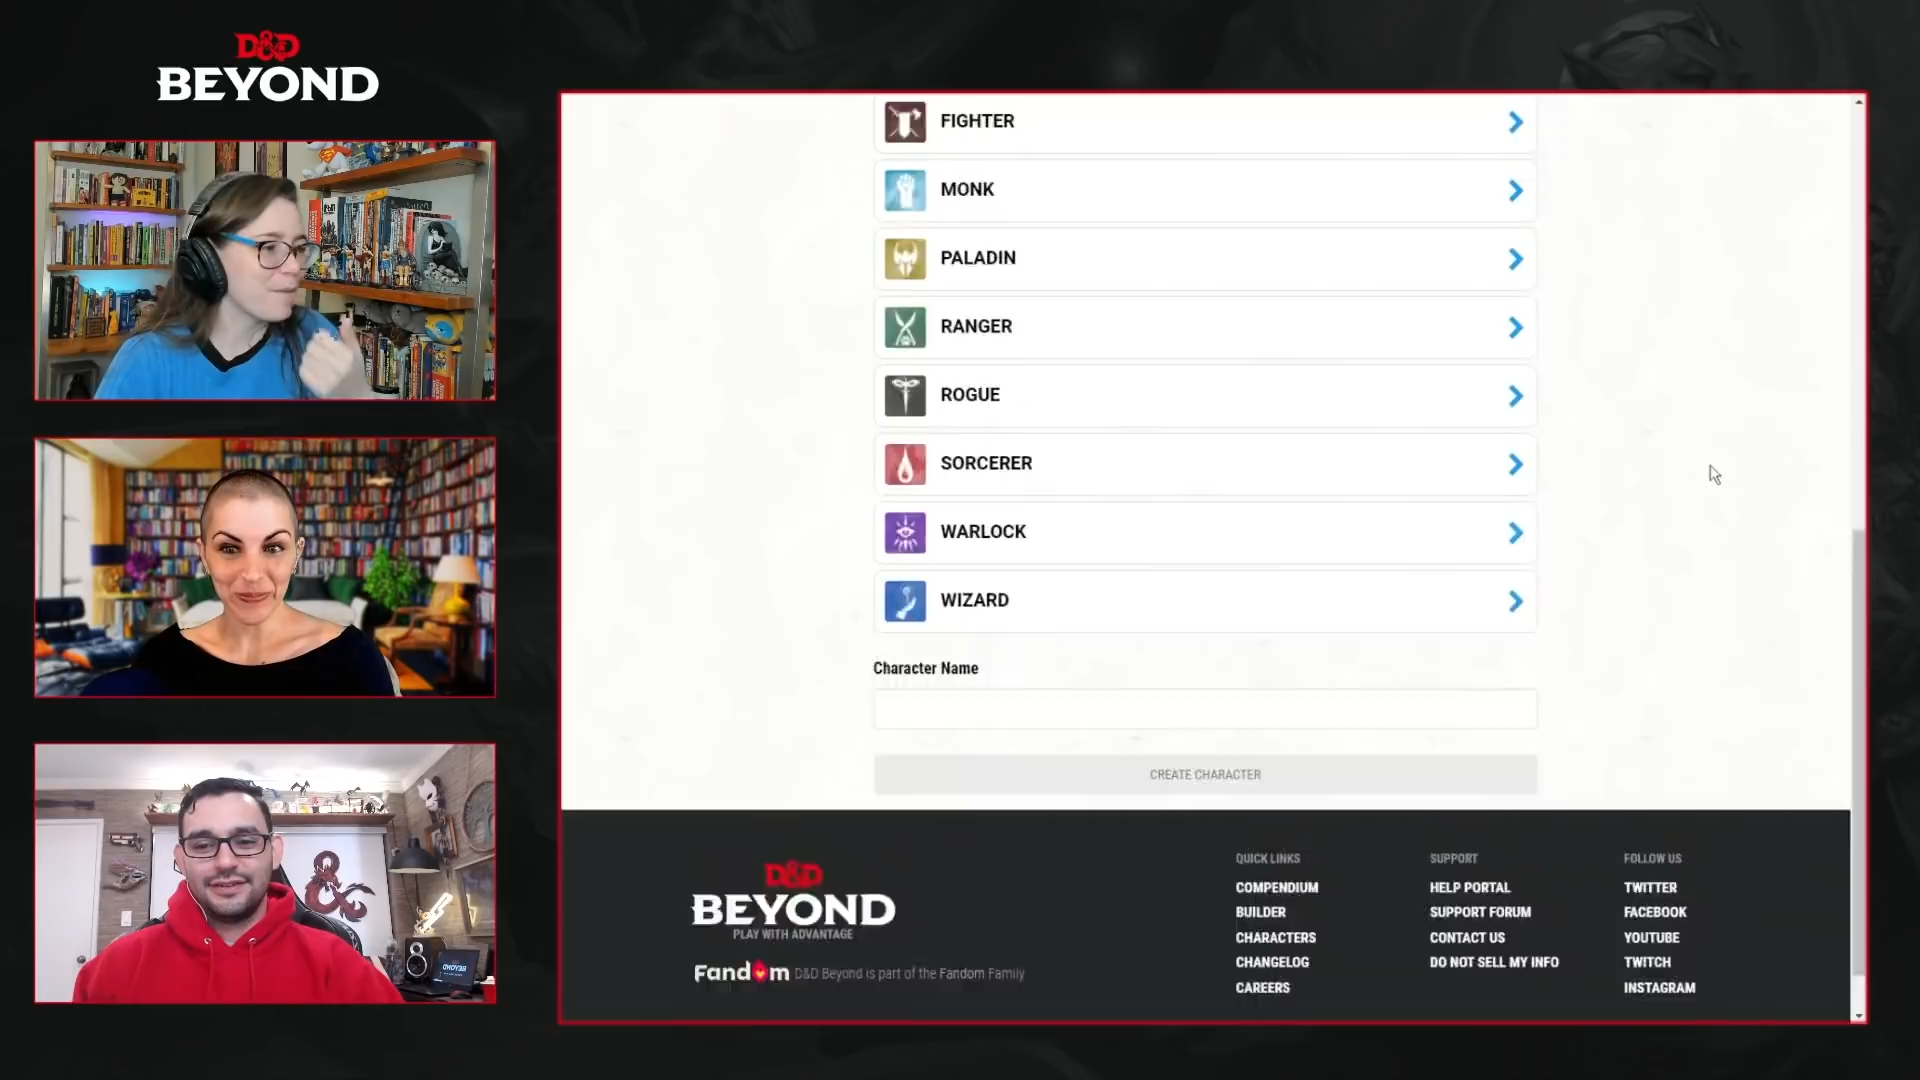 D&D
BEYOND
FIGHTER
MONK
PALADIN
RANGER
ROGUE
SORCERER
WARLOCK
WIZARD
Character Name
CREATE CHARACTER
D&D
BEYOND
PLAY WITH ADVANTAGE
Fandom D&D Beyond is part of the Fandom Family
QUICK LINKS
COMPENDIUM
BUILDER
CHARACTERS
CHANGELOG
CAREERS
SUPPORT
HELP PORTAL
SUPPORT FORUM
CONTACT US
DO NOT SELL MY INFO
FOLLOW US
TWITTER
FACEBOOK
YOUTUBE
TWITCH
INSTAGRAM